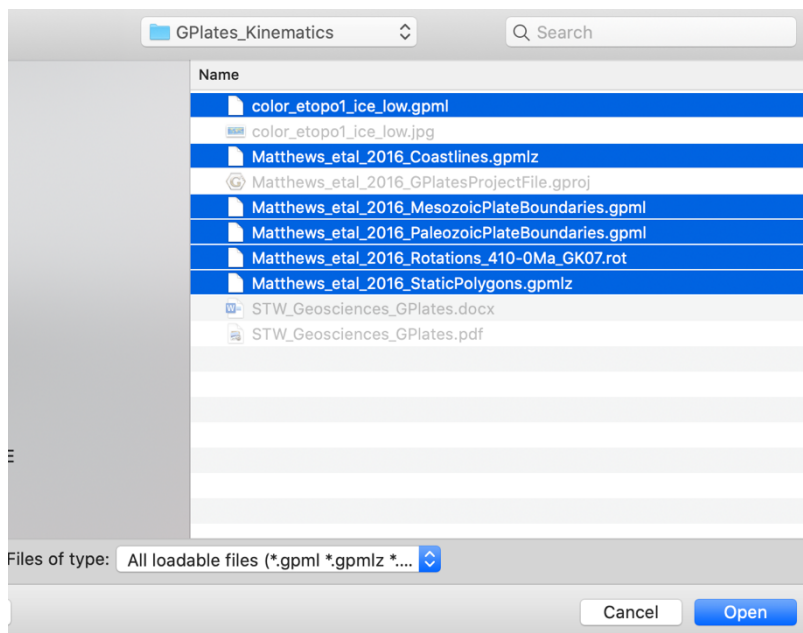 GPlates_Kinematics
Search
Name
color_etopo1_ice_low.gpml
color_etopo1_ice_low.jpg
Matthews_etal_2016_Coastlines.gpmlz
Matthews_etal_2016_GPlatesProjectFile.gproj
Matthews_etal_2016_MesozoicPlateBoundaries.gpml
Matthews_etal_2016_PaleozoicPlateBoundaries.gpml
Matthews_etal_2016_Rotations_410-0Ma_GK07.rot
Matthews_etal_2016_StaticPolygons.gpmlz
STW_Geosciences_GPlates.docx
STW_Geosciences_GPlates.pdf
Files of type: All loadable files (*.gpml *.gpmlz *....
Cancel Open